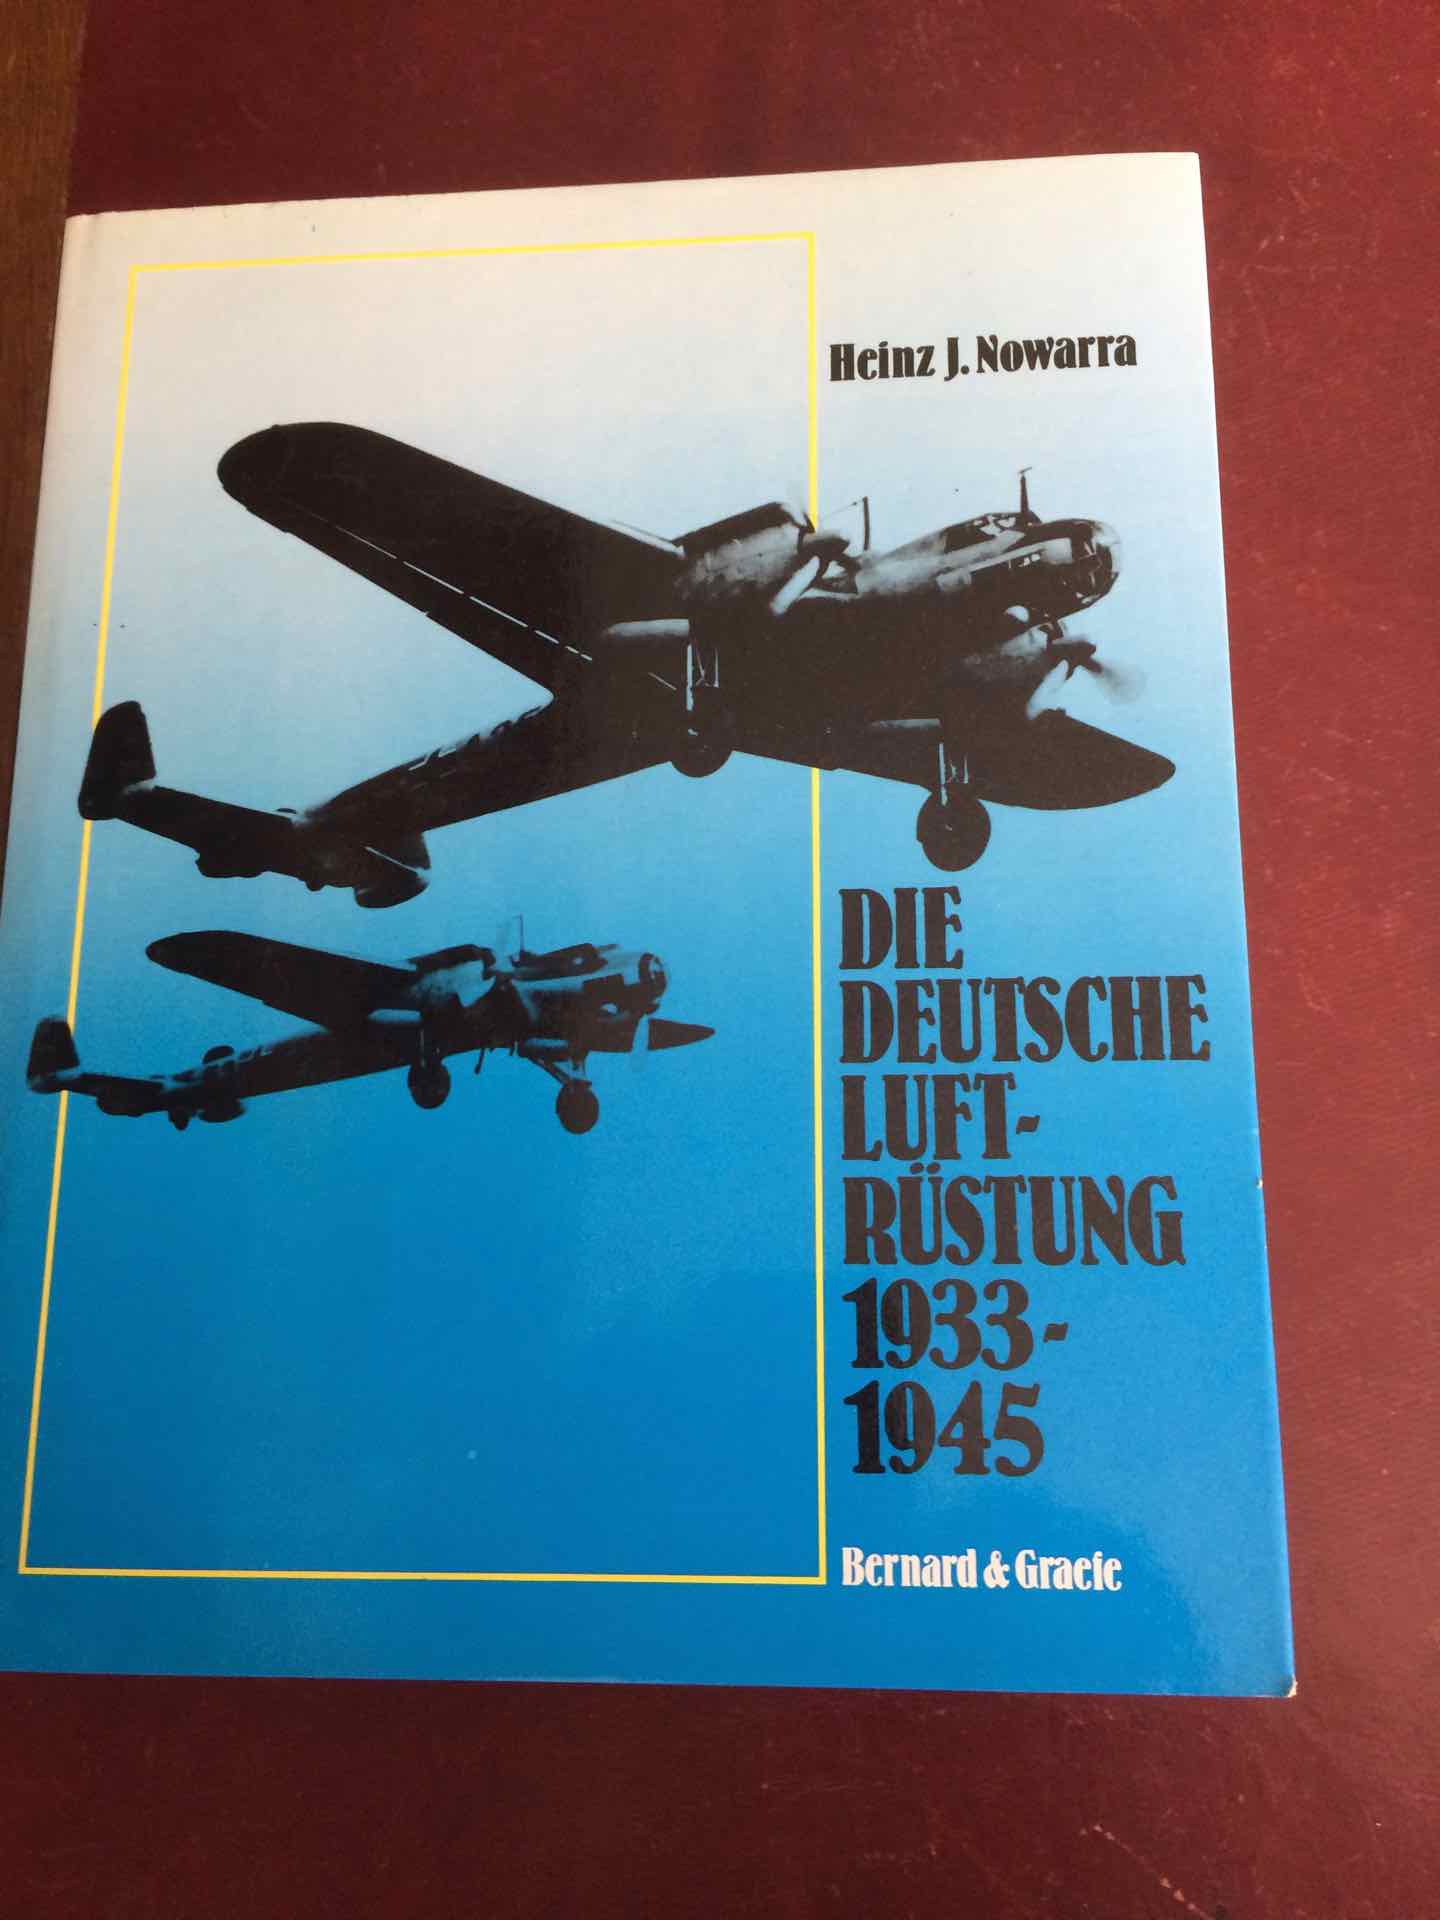 Heinz J. Nowarra
DIE
DEUTSCHE
LUFT-
RÜSTUNG
1933-
1945
Bernard & Graefe